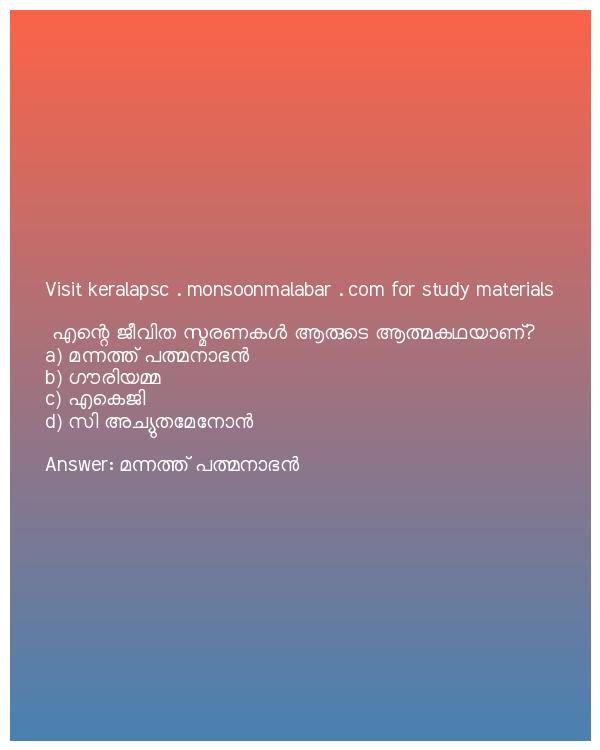 Visit keralapsc . monsoonmalabar . com for study materials
എന്റെ ജീവിത സ്മരണകൾ ആരുടെ ആത്മകഥയാണ്?
a) മന്നത്ത് പത്മനാഭൻ
b) ഗൗരിയമ്മ
c) എകെജി
d) സി അച്യുതമേനോൻ
Answer: മന്നത്ത് പത്മനാഭൻ